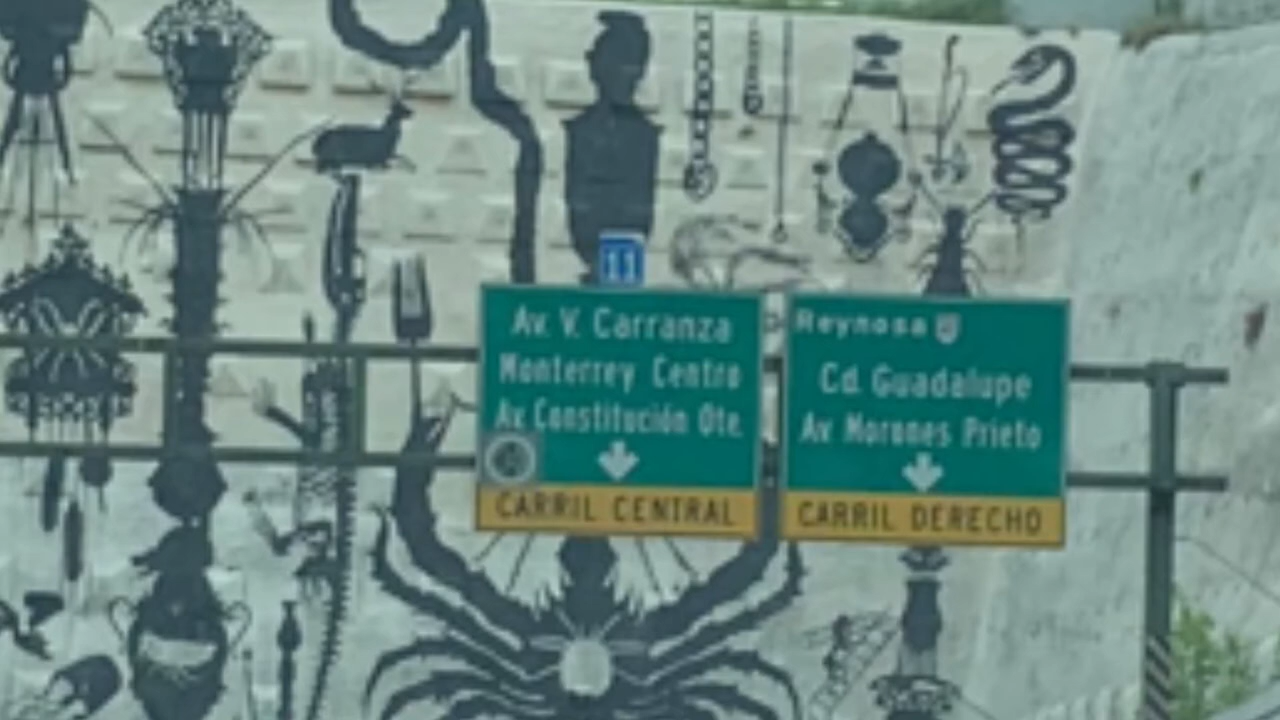 11
Av. V. Carranza
Monterrey Centro
Av. Constitución Ote.
CARRIL CENTRAL
Reynosa
Cd. Guadalupe
Av. Morones Prieto
CARRIL DERECHO